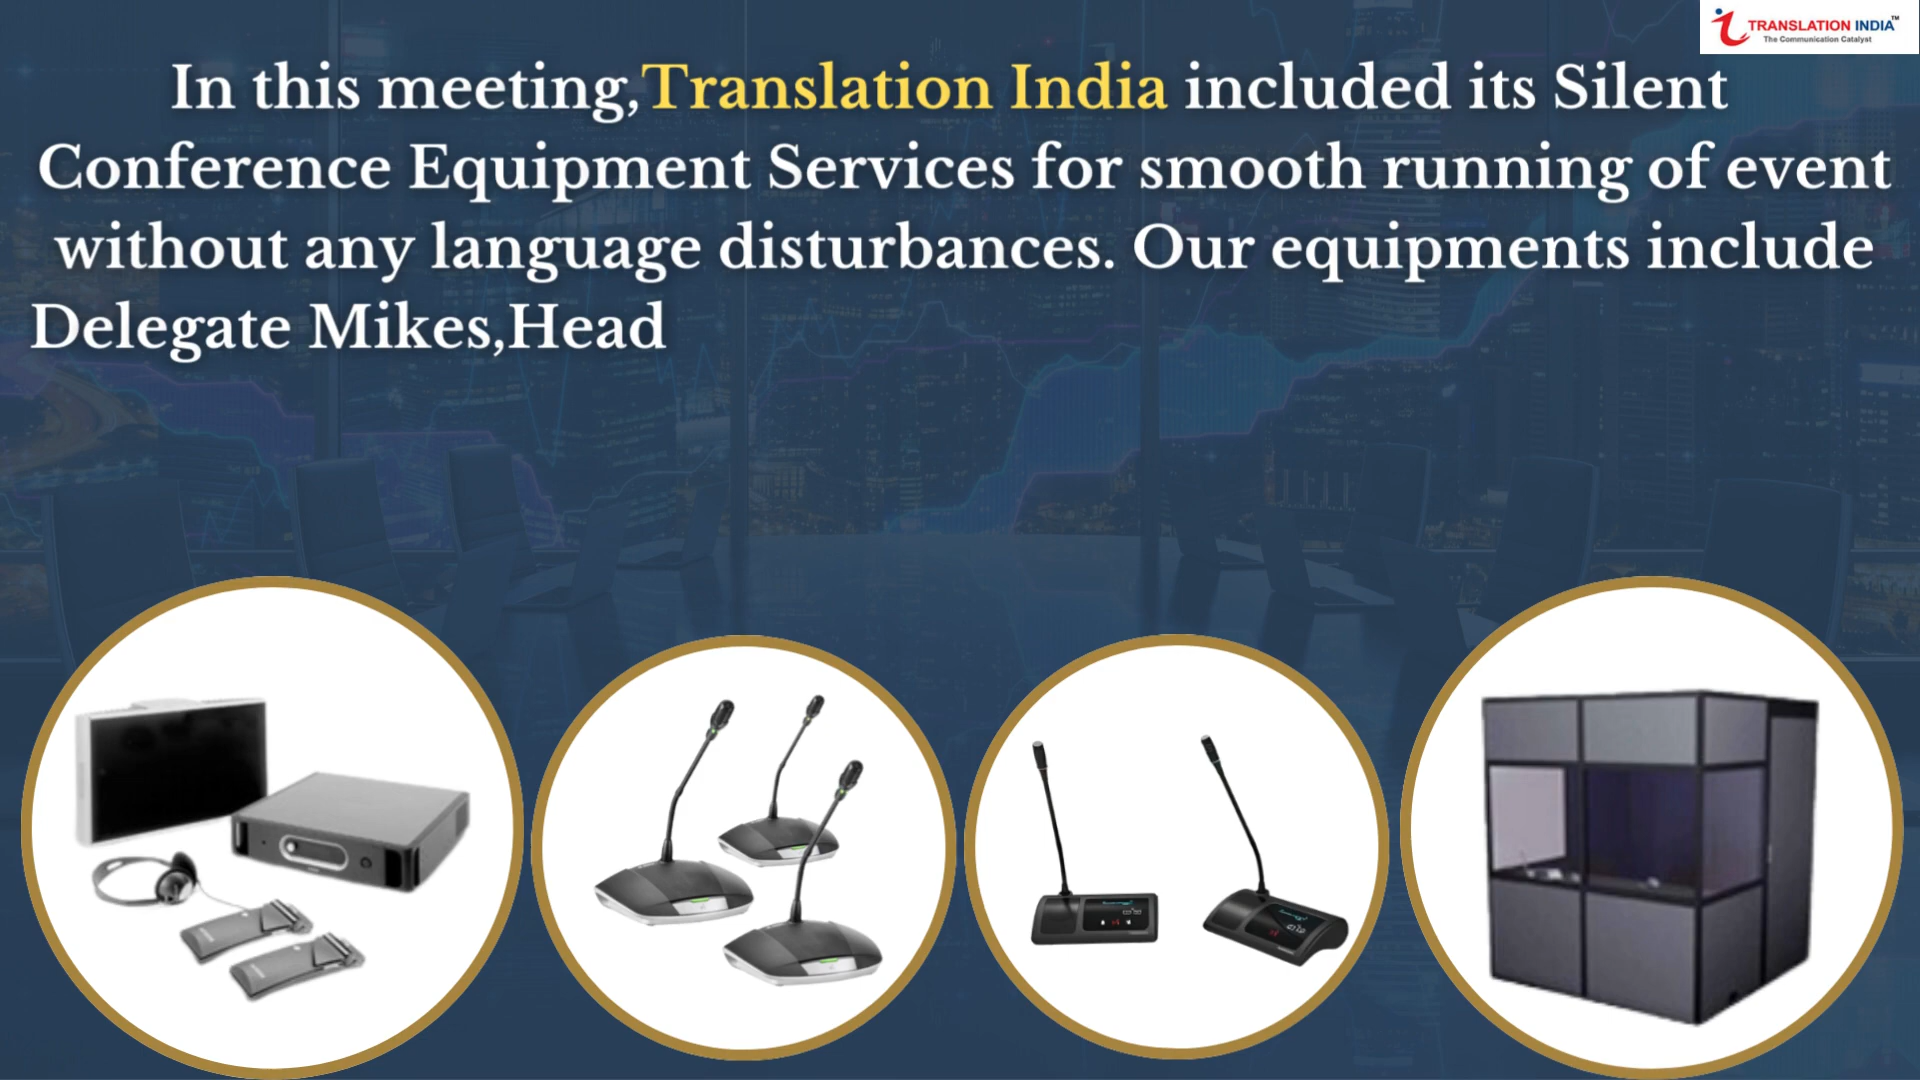 TRANSLATION INDIA™
The Communication Catalyst
In this meeting,Translation India included its Silent
Conference Equipment Services for smooth running of event
without any language disturbances. Our equipments include
Delegate Mikes,Head